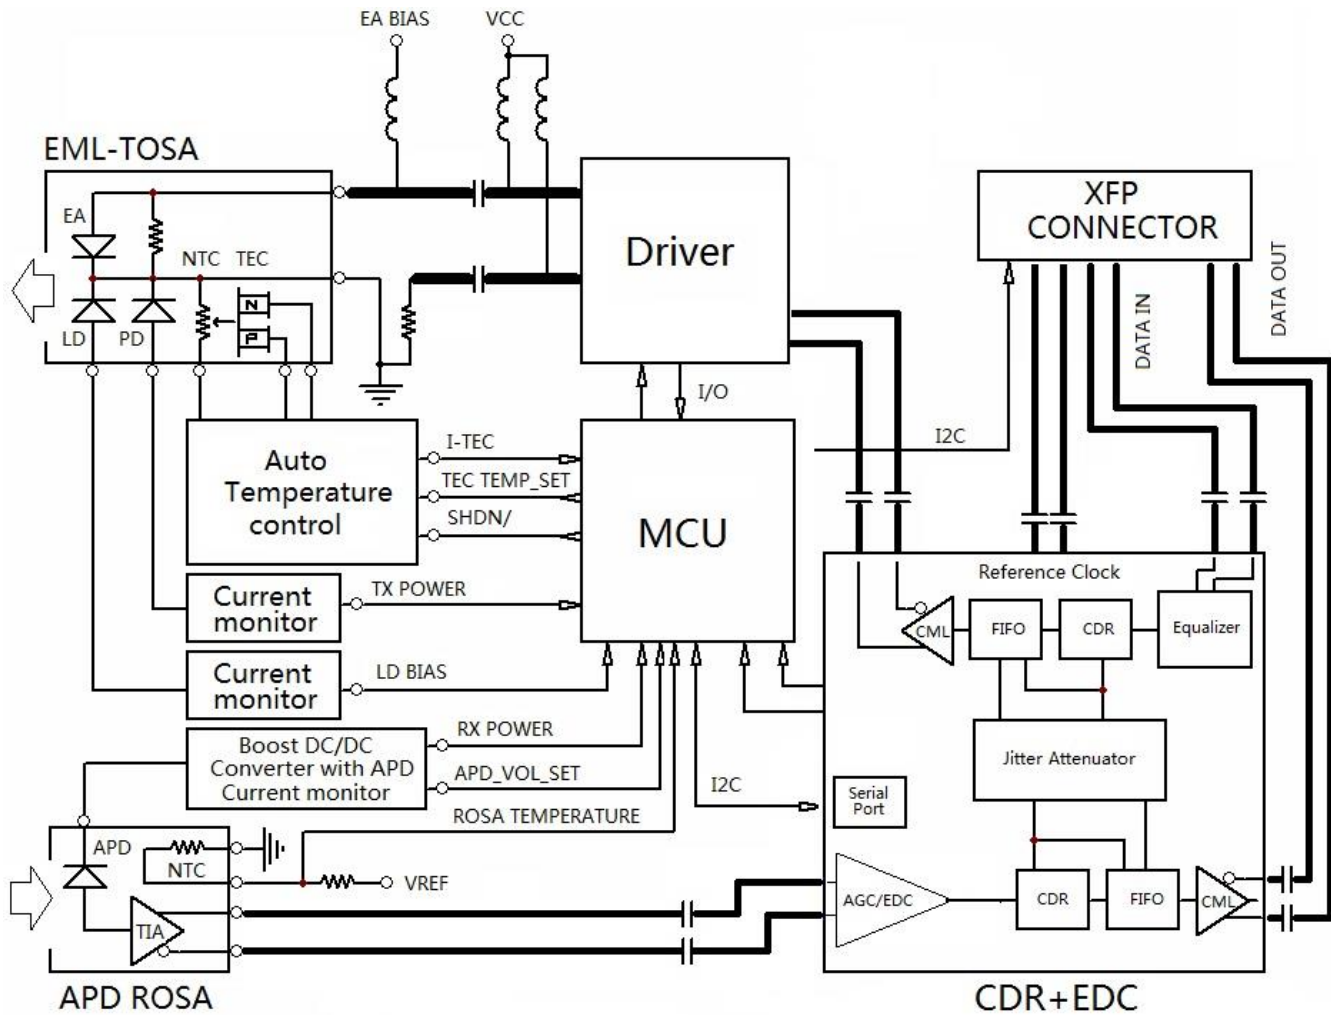 EA BIAS
VCC
EML-TOSA
EA
NTC TEC
N
P
LD
PD
Driver
XFP
CONNECTOR
DATA IN
DATA OUT
I/O
I2C
Auto
Temperature
control
I-TEC
TEC TEMP_SET
SHDN/
MCU
Current
monitor
TX POWER
Current
monitor
LD BIAS
Boost DC/DC
Converter with APD
Current monitor
RX POWER
APD_VOL_SET
ROSA TEMPERATURE
I2C
Reference Clock
CML
FIFO
CDR
Equalizer
Jitter Attenuator
Serial
Port
APD
NTC
VREF
TIA
AGC/EDC
CDR
FIFO
CML
APD ROSA
CDR+EDC